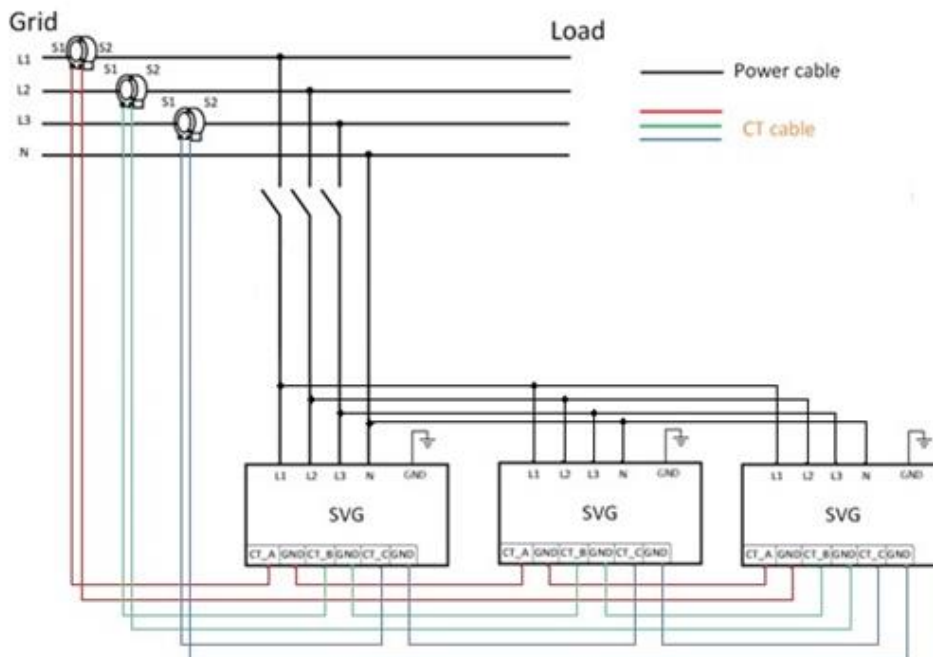 Grid
Load
S1 S2
L1
Power cable
S1 S2
L2
S1 S2
L3
CT cable
N
L1 L2 L3 N GND
L1 L2 L3 N GND
L1 L2 L3 N GND
SVG
SVG
SVG
CT_A GND CT_B GND CT_C GND
CT_A GND CT_B GND CT_C GND
CT_A GND CT_B GND CT_C GND